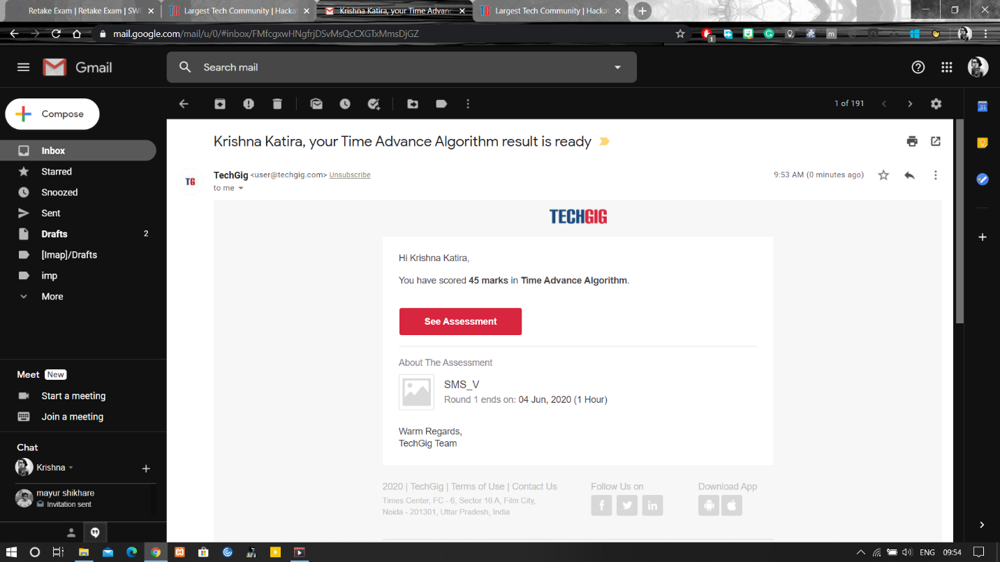 Retake Exam | Retake Exam | SWC
Largest Tech Community | Hackat
Krishna Katira, your Time Advanc
Largest Tech Community | Hackat
mail.google.com/mail/u/0/#inbox/FMfcgxwHNgfrjDSvMsQcCXGTxMmsDjGZ
1
Gmail
Search mail
Compose
1 of 191
31
Inbox
Starred
Snoozed
Sent
Drafts 2
[Imap]/Drafts
imp
More
Meet New
Start a meeting
Join a meeting
Chat
Krishna
mayur shikhare
Invitation sent
Krishna Katira, your Time Advance Algorithm result is ready
TG
TechGig <user@techgig.com> Unsubscribe
9:53 AM (0 minutes ago)
to me
TECHGIG
Hi Krishna Katira,
You have scored 45 marks in Time Advance Algorithm.
See Assessment
About The Assessment
SMS_V
Round 1 ends on: 04 Jun, 2020 (1 Hour)
Warm Regards,
TechGig Team
2020 | TechGig | Terms of Use | Contact Us
Times Center, FC - 6, Sector 16 A, Film City,
Noida - 201301, Uttar Pradesh, India
Follow Us on
Download App
ENG 09:54